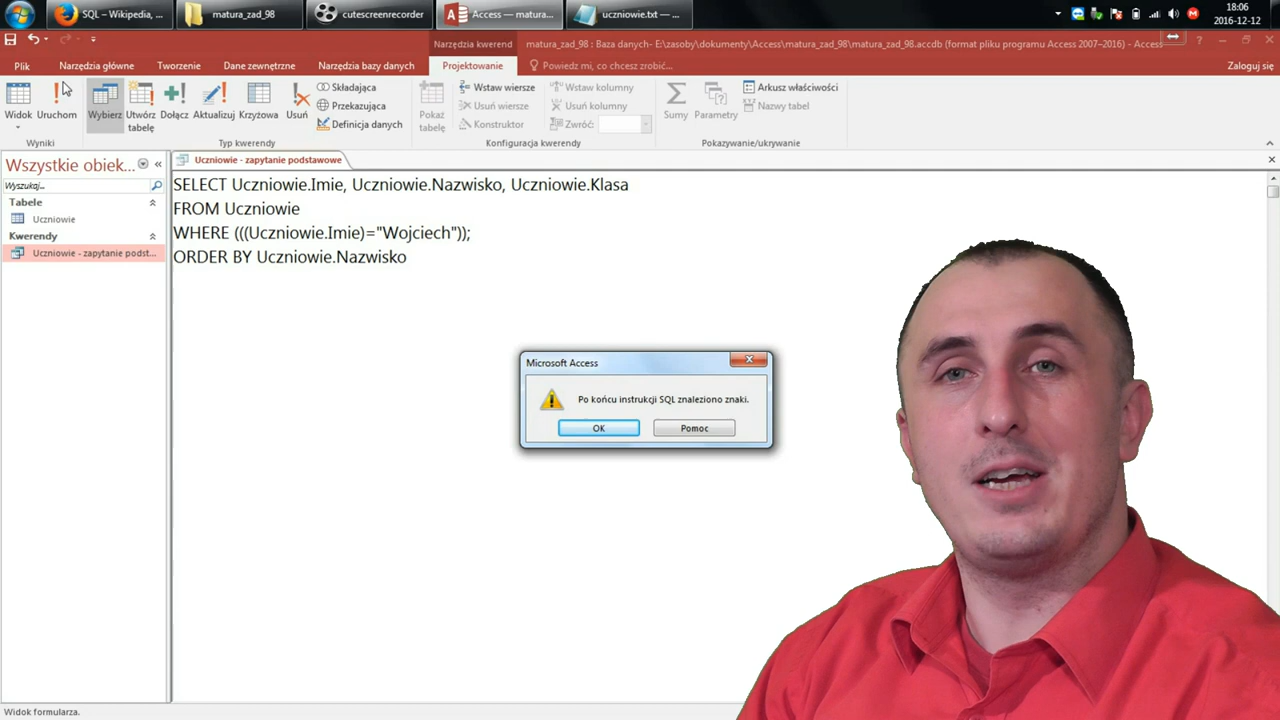 SQL – Wikipedia, ...
matura_zad_98
cutescreenrecorder
Access — matura...
uczniowie.txt — ...
18:06
2016-12-12
Narzędzia kwerend
matura_zad_98 : Baza danych- E:\zasoby\dokumenty\Access\matura_zad_98\matura_zad_98.accdb (format pliku programu Access 2007–2016) - Access
Plik
Narzędzia główne
Tworzenie
Dane zewnętrzne
Narzędzia bazy danych
Projektowanie
Powiedz mi, co chcesz zrobić...
Zaloguj się
Widok
Uruchom
Wybierz
Utwórz tabelę
Dołącz
Aktualizuj
Krzyżowa
Usuń
Składająca
Przekazująca
Definicja danych
Pokaż tabelę
Wstaw wiersze
Usuń wiersze
Konstruktor
Wstaw kolumny
Usuń kolumny
Zwróć:
Sumy
Parametry
Arkusz właściwości
Nazwy tabel
Wyniki
Typ kwerendy
Konfiguracja kwerendy
Pokazywanie/ukrywanie
Wszystkie obiek...
Wyszukaj...
Tabele
Uczniowie
Kwerendy
Uczniowie - zapytanie podst...
Uczniowie - zapytanie podstawowe
SELECT Uczniowie.Imie, Uczniowie.Nazwisko, Uczniowie.Klasa
FROM Uczniowie
WHERE (((Uczniowie.Imie)="Wojciech"));
ORDER BY Uczniowie.Nazwisko
Microsoft Access
Po końcu instrukcji SQL znaleziono znaki.
OK
Pomoc
Widok formularza.